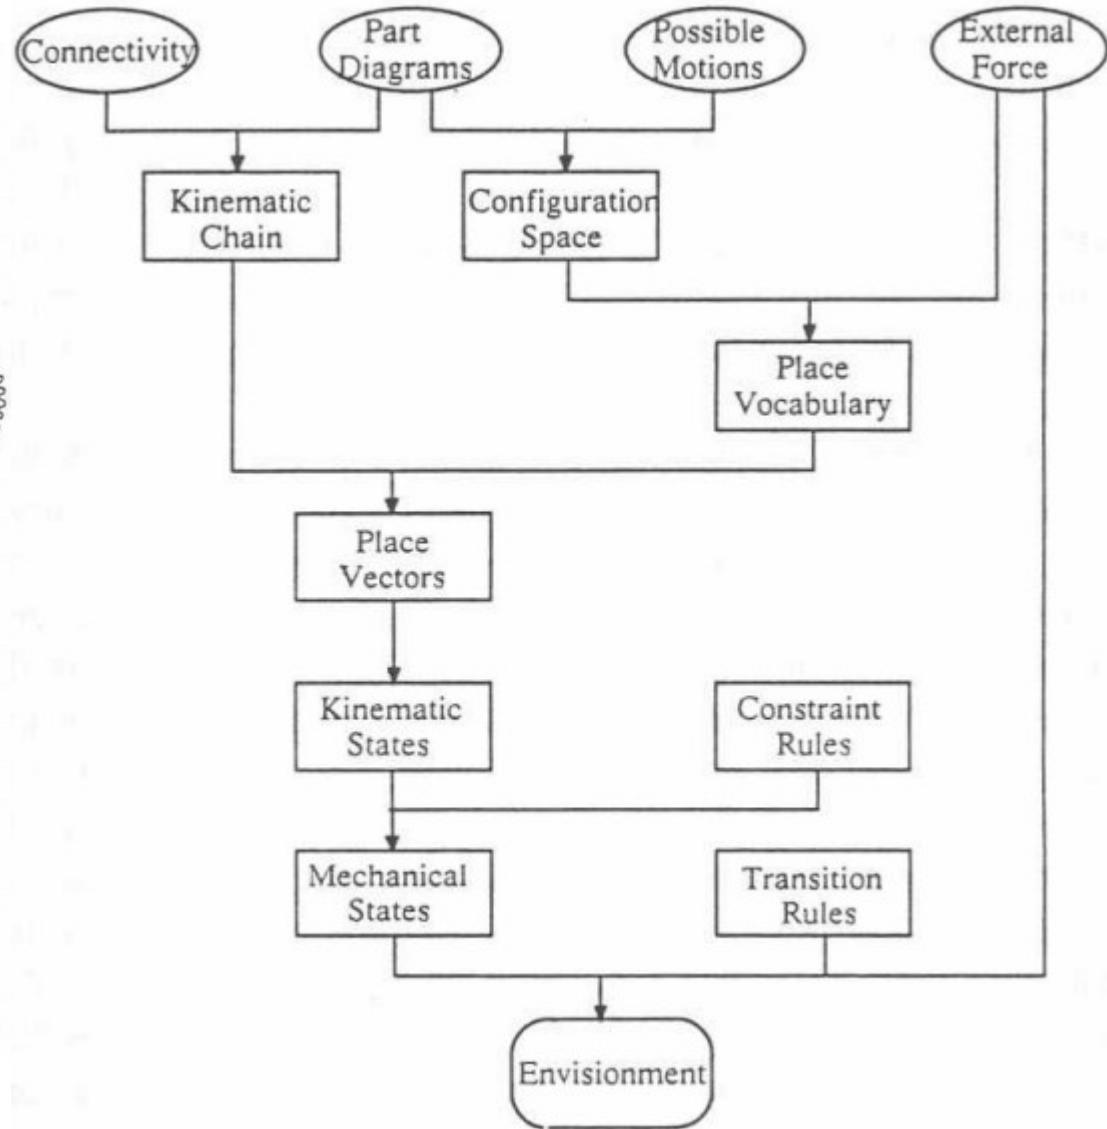 Connectivity
Part
Diagrams
Possible
Motions
External
Force
Kinematic
Chain
Configuration
Space
Place
Vocabulary
Place
Vectors
Kinematic
States
Constraint
Rules
Mechanical
States
Transition
Rules
Envisionment